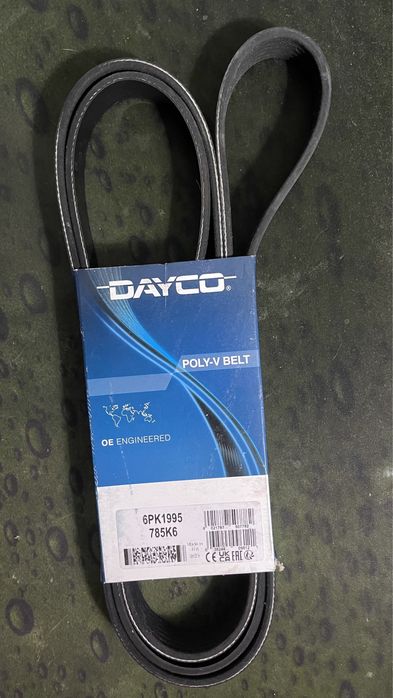 DAYCO®
POLY-V BELT
OE ENGINEERED
6PK1995
785K6